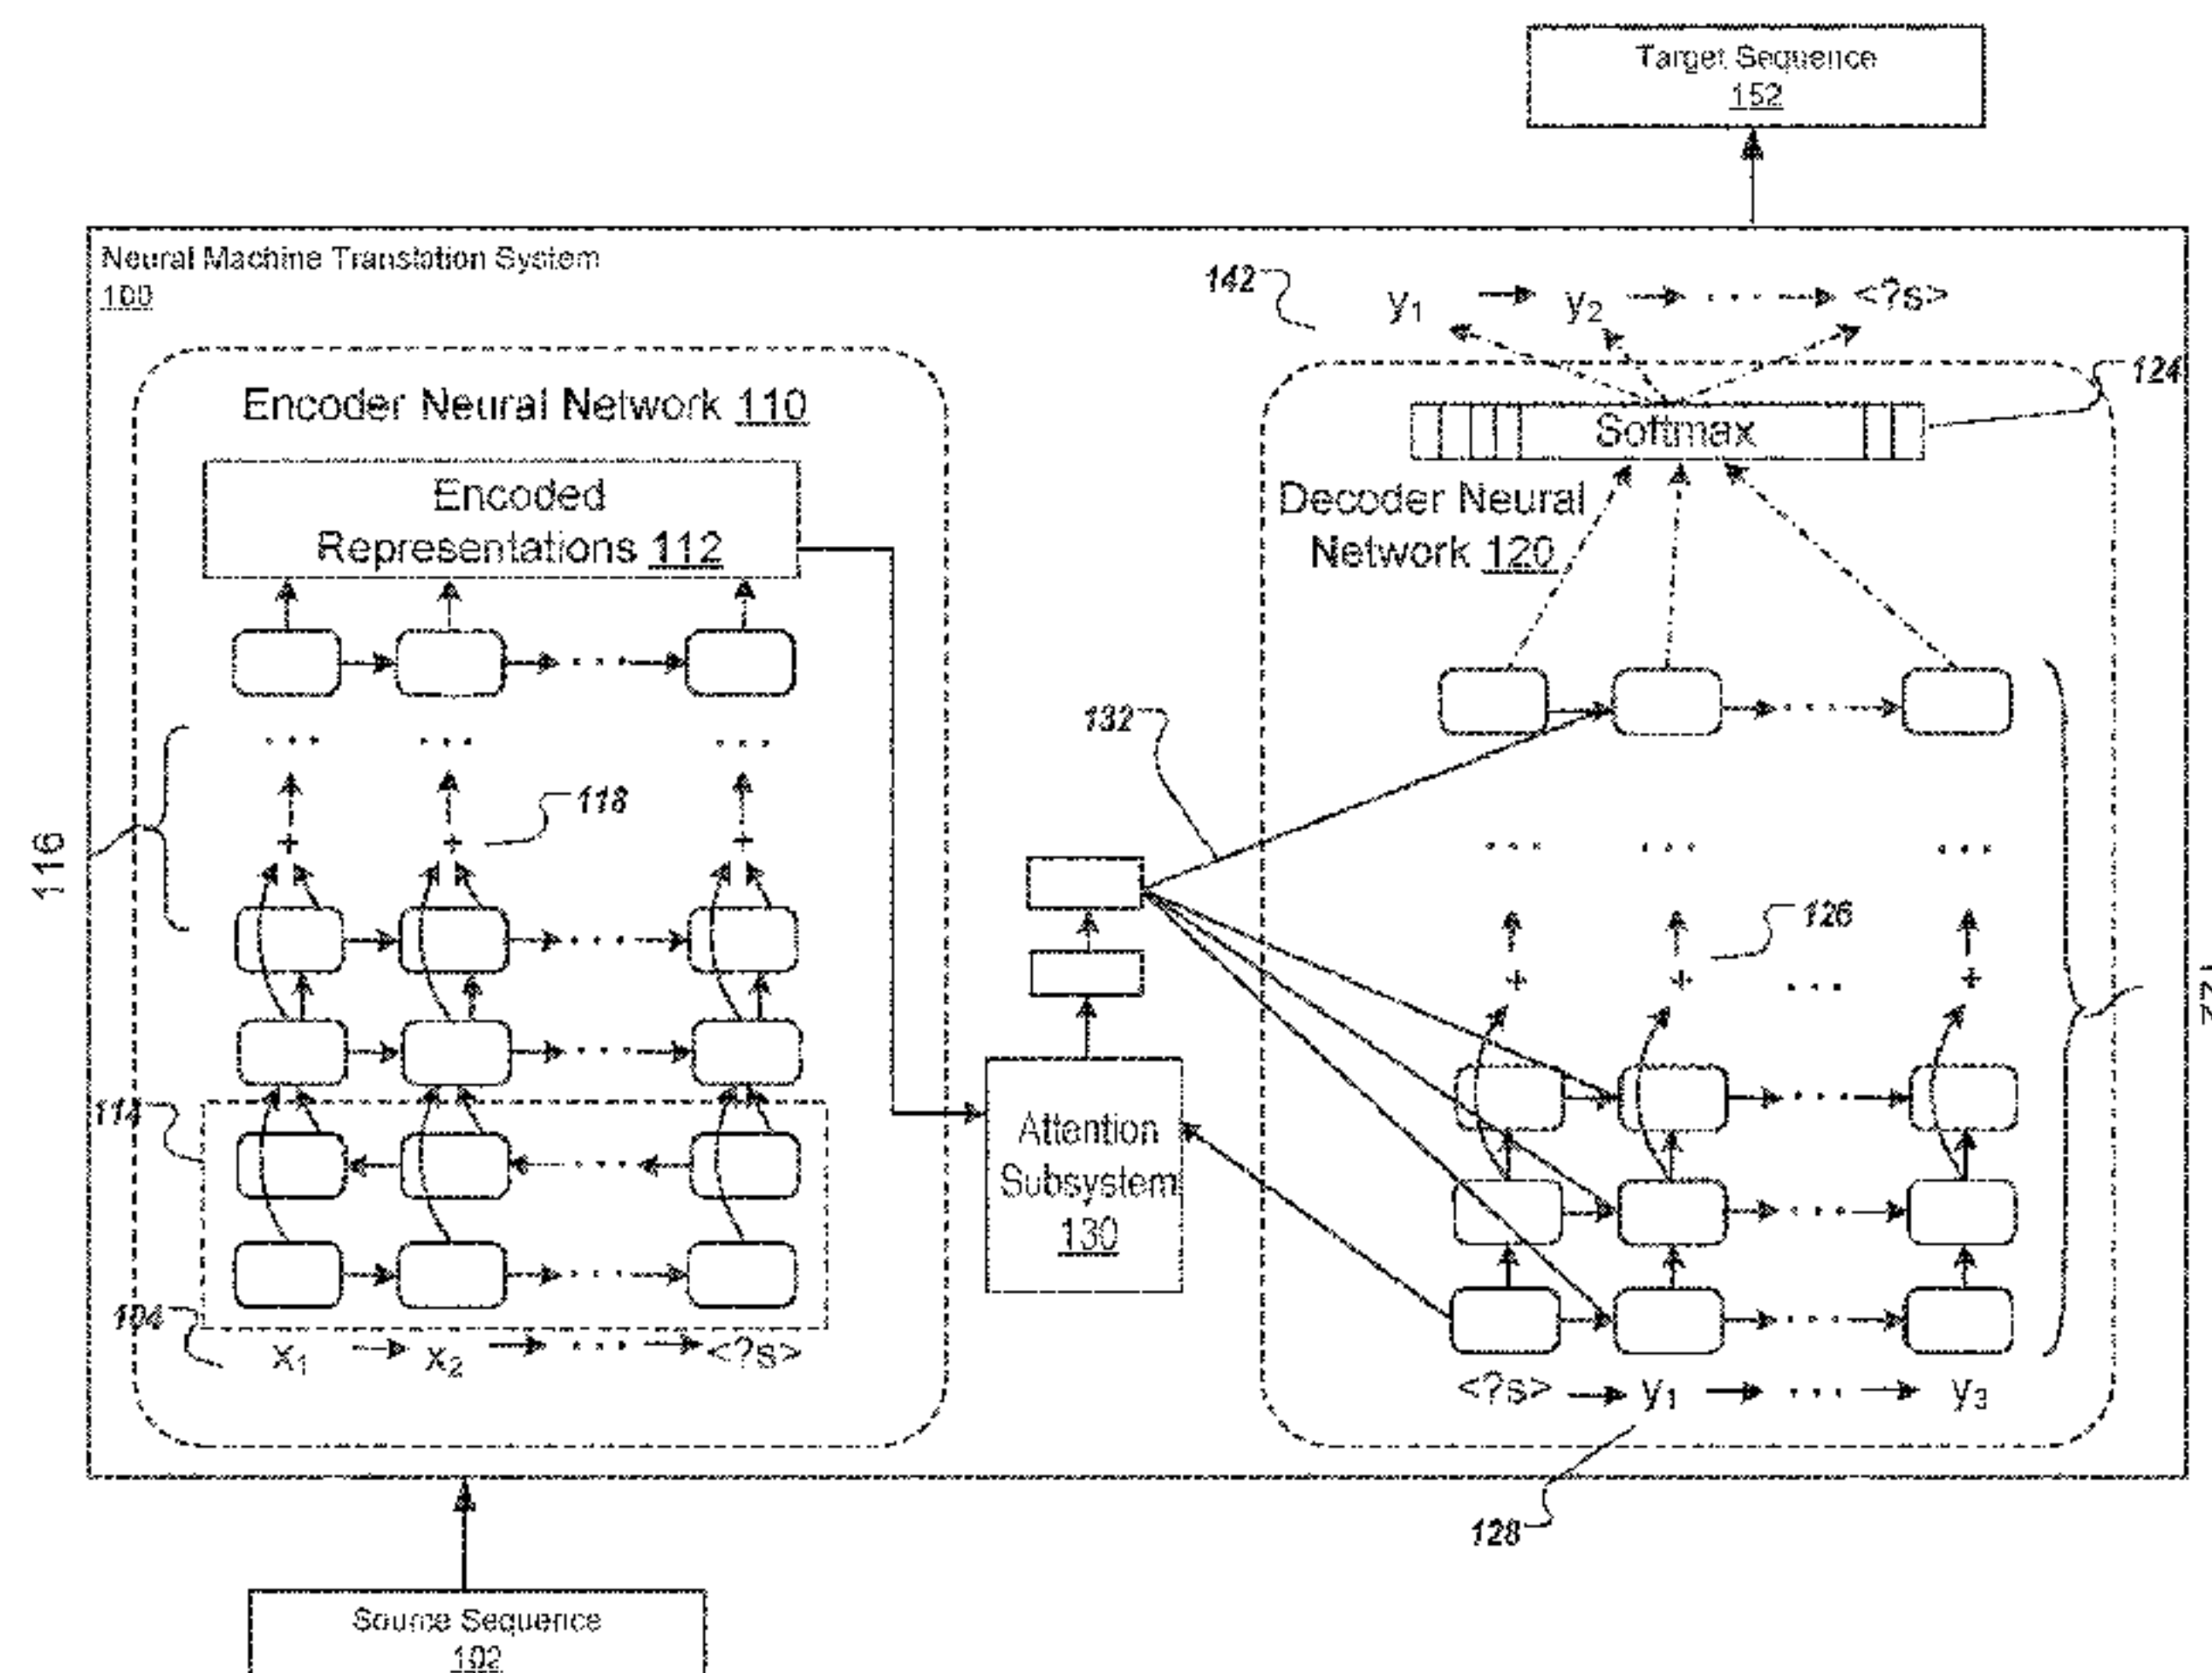 Target Sequence
152
Neural Machine Translation System
100
142
y₁ y₂ <?s>
124
Encoder Neural Network 110
Softmax
Encoded
Representations 112
Decoder Neural
Network 120
132
118
116
126
+ + +
+ + +
114
Attention
Subsystem
130
104
x₁ x₂ <?s>
<?s> y₁ y₃
128
Source Sequence
102